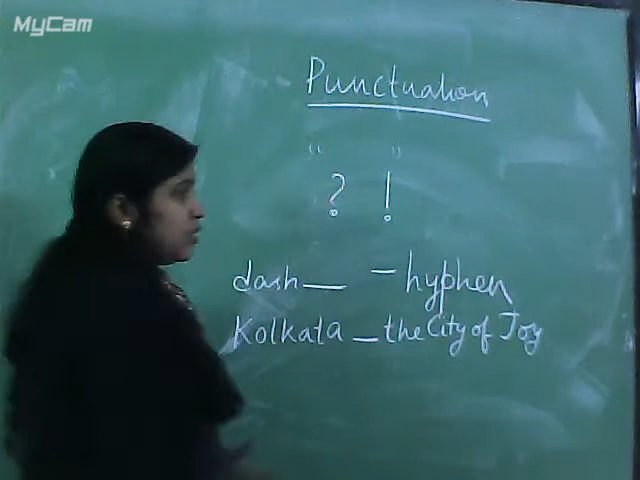 MyCam
Punctuation
" "
? !
dash — - hyphen
Kolkata — the City of Joy